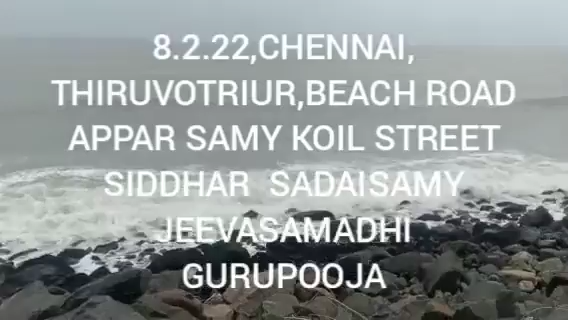 8.2.22,CHENNAI,
THIRUVOTRIUR,BEACH ROAD
APPAR SAMY KOIL STREET
SIDDHAR SADAISAMY
JEEVASAMADHI
GURUPOOJA